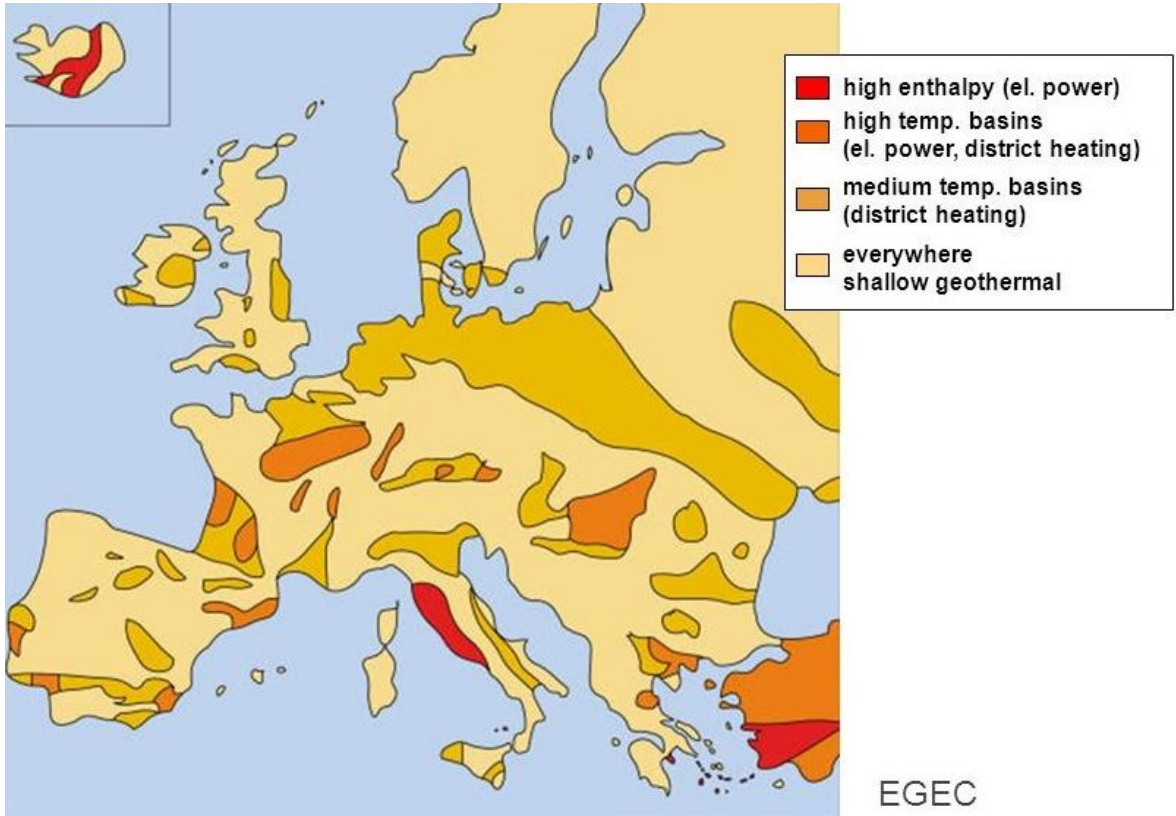 high enthalpy (el. power)
high temp. basins
(el. power, district heating)
medium temp. basins
(district heating)
everywhere
shallow geothermal
EGEC